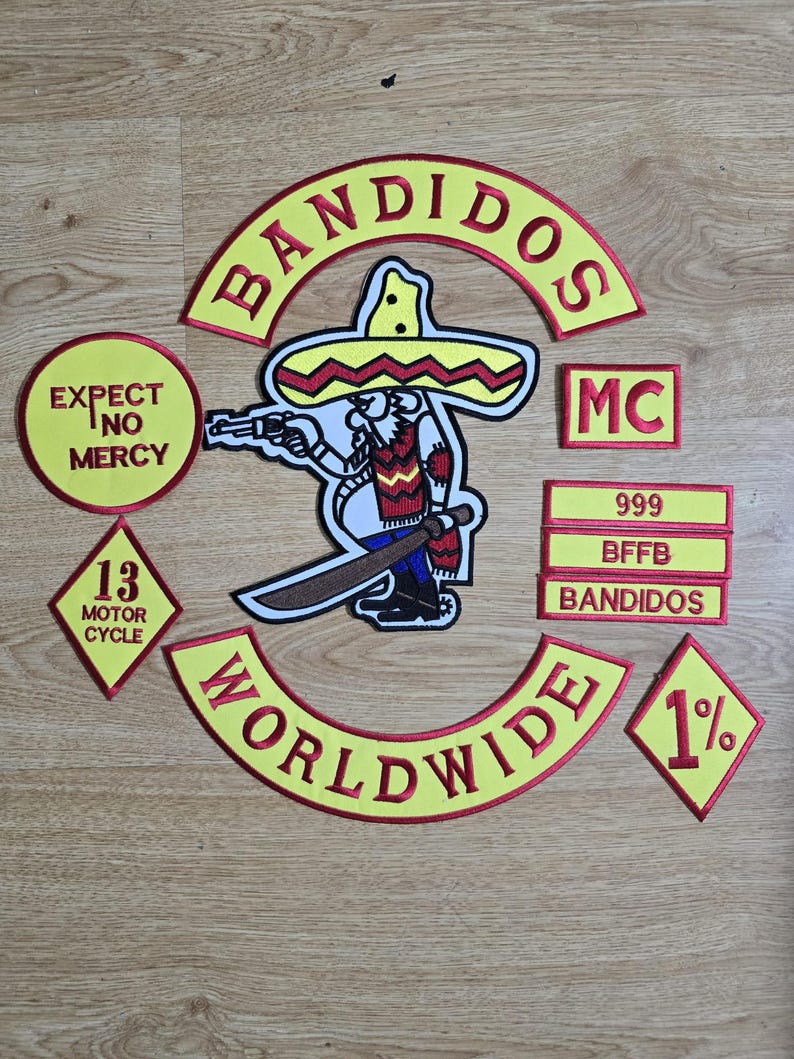 BANDIDOS
EXPECT
NO
MERCY
MC
999
BFFB
BANDIDOS
13
MOTOR
CYCLE
WORLDWIDE
1%